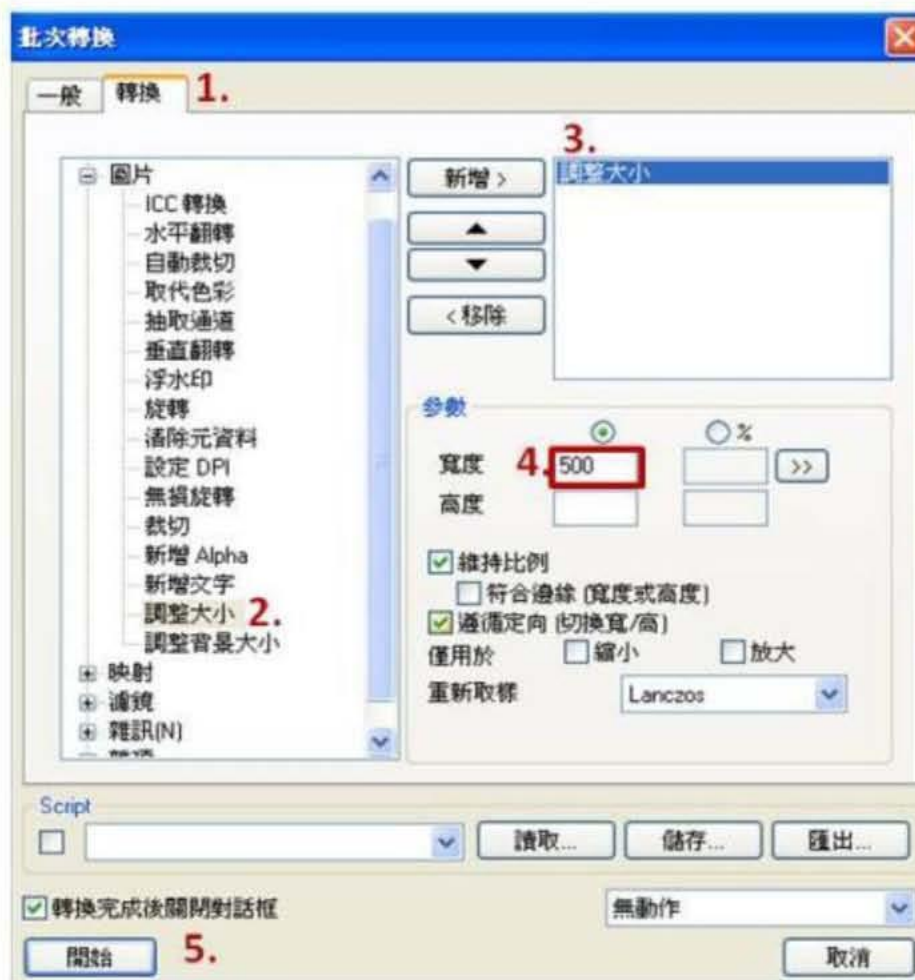 批次轉換
一般 轉換 1.
3.
圖片 新增 > 調整大小
ICC 轉換
水平翻轉
自動裁切
取代色彩
抽取通道 < 移除
垂直翻轉
浮水印
旋轉 參數
清除元資料 %
設定 DPI 寬度 4. 500 >>
無損旋轉 高度
裁切
新增 Alpha 維持比例
新增文字 符合邊緣 (寬度或高度)
調整大小 2. 遵循定向 (切換寬/高)
調整背景大小 僅用於 縮小 放大
映射 重新取樣 Lanczos
濾鏡
雜訊(N)
Script
讀取... 儲存... 匯出...
轉換完成後關閉對話框 無動作
開始 5. 取消